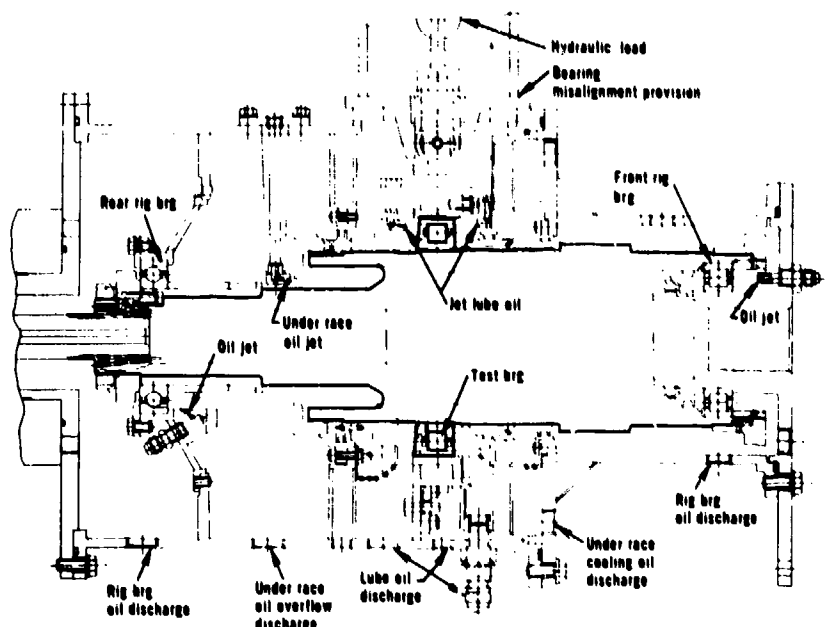 Hydraulic load
Bearing
misalignment provision
Front rig
brg
Rear rig brg
Under race
oil jet
Jet lube oil
Oil jet
Oil jet
Test brg
Rig brg
oil discharge
Under race
cooling oil
discharge
Rig brg
oil discharge
Under race
oil overflow
discharge
Lube oil
discharge